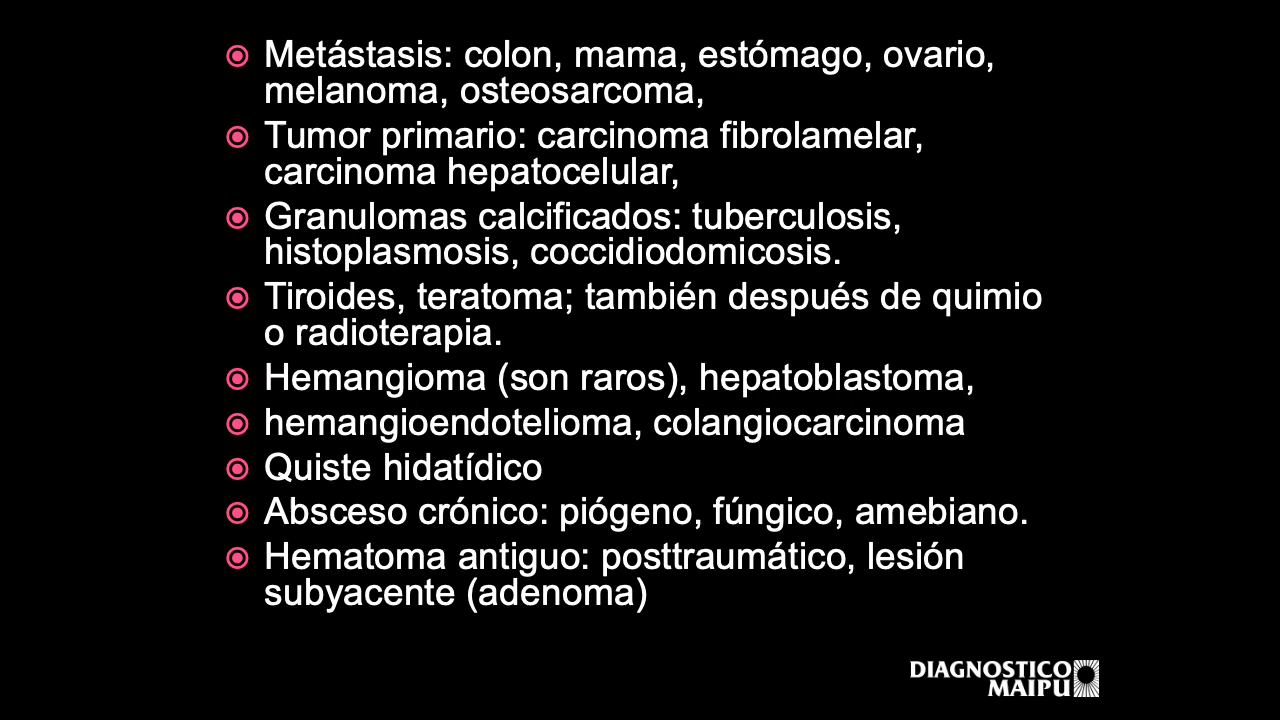 Metástasis: colon, mama, estómago, ovario,
melanoma, osteosarcoma,
Tumor primario: carcinoma fibrolamelar,
carcinoma hepatocelular,
Granulomas calcificados: tuberculosis,
histoplasmosis, coccidiodomicosis.
Tiroides, teratoma; también después de quimio
o radioterapia.
Hemangioma (son raros), hepatoblastoma,
hemangioendotelioma, colangiocarcinoma
Quiste hidatídico
Absceso crónico: piógeno, fúngico, amebiano.
Hematoma antiguo: posttraumático, lesión
subyacente (adenoma)
DIAGNOSTICO
MAIPU